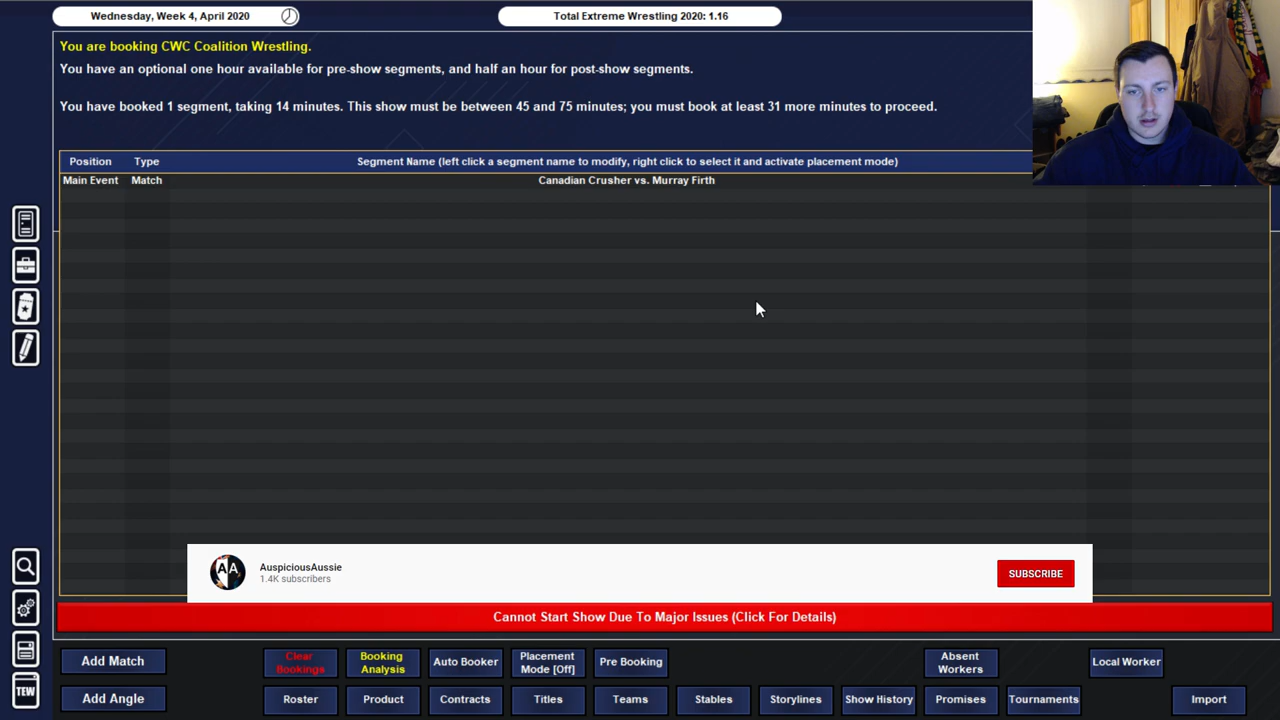 Wednesday, Week 4, April 2020
Total Extreme Wrestling 2020: 1.16
You are booking CWC Coalition Wrestling.
You have an optional one hour available for pre-show segments, and half an hour for post-show segments.
You have booked 1 segment, taking 14 minutes. This show must be between 45 and 75 minutes; you must book at least 31 more minutes to proceed.
Position Type Segment Name (left click a segment name to modify, right click to select it and activate placement mode)
Main Event Match Canadian Crusher vs. Murray Firth
AA AuspiciousAussie
1.4K subscribers
SUBSCRIBE
Cannot Start Show Due To Major Issues (Click For Details)
Add Match Clear Bookings Booking Analysis Auto Booker Placement Mode [Off] Pre Booking Absent Workers Local Worker
TEW Add Angle Roster Product Contracts Titles Teams Stables Storylines Show History Promises Tournaments Import